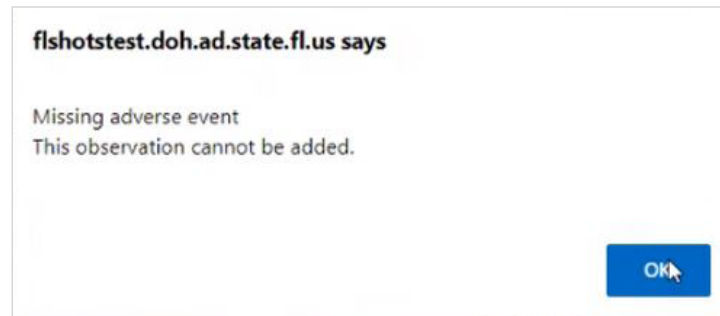 flshotstest.doh.ad.state.fl.us says
Missing adverse event
This observation cannot be added.
OK